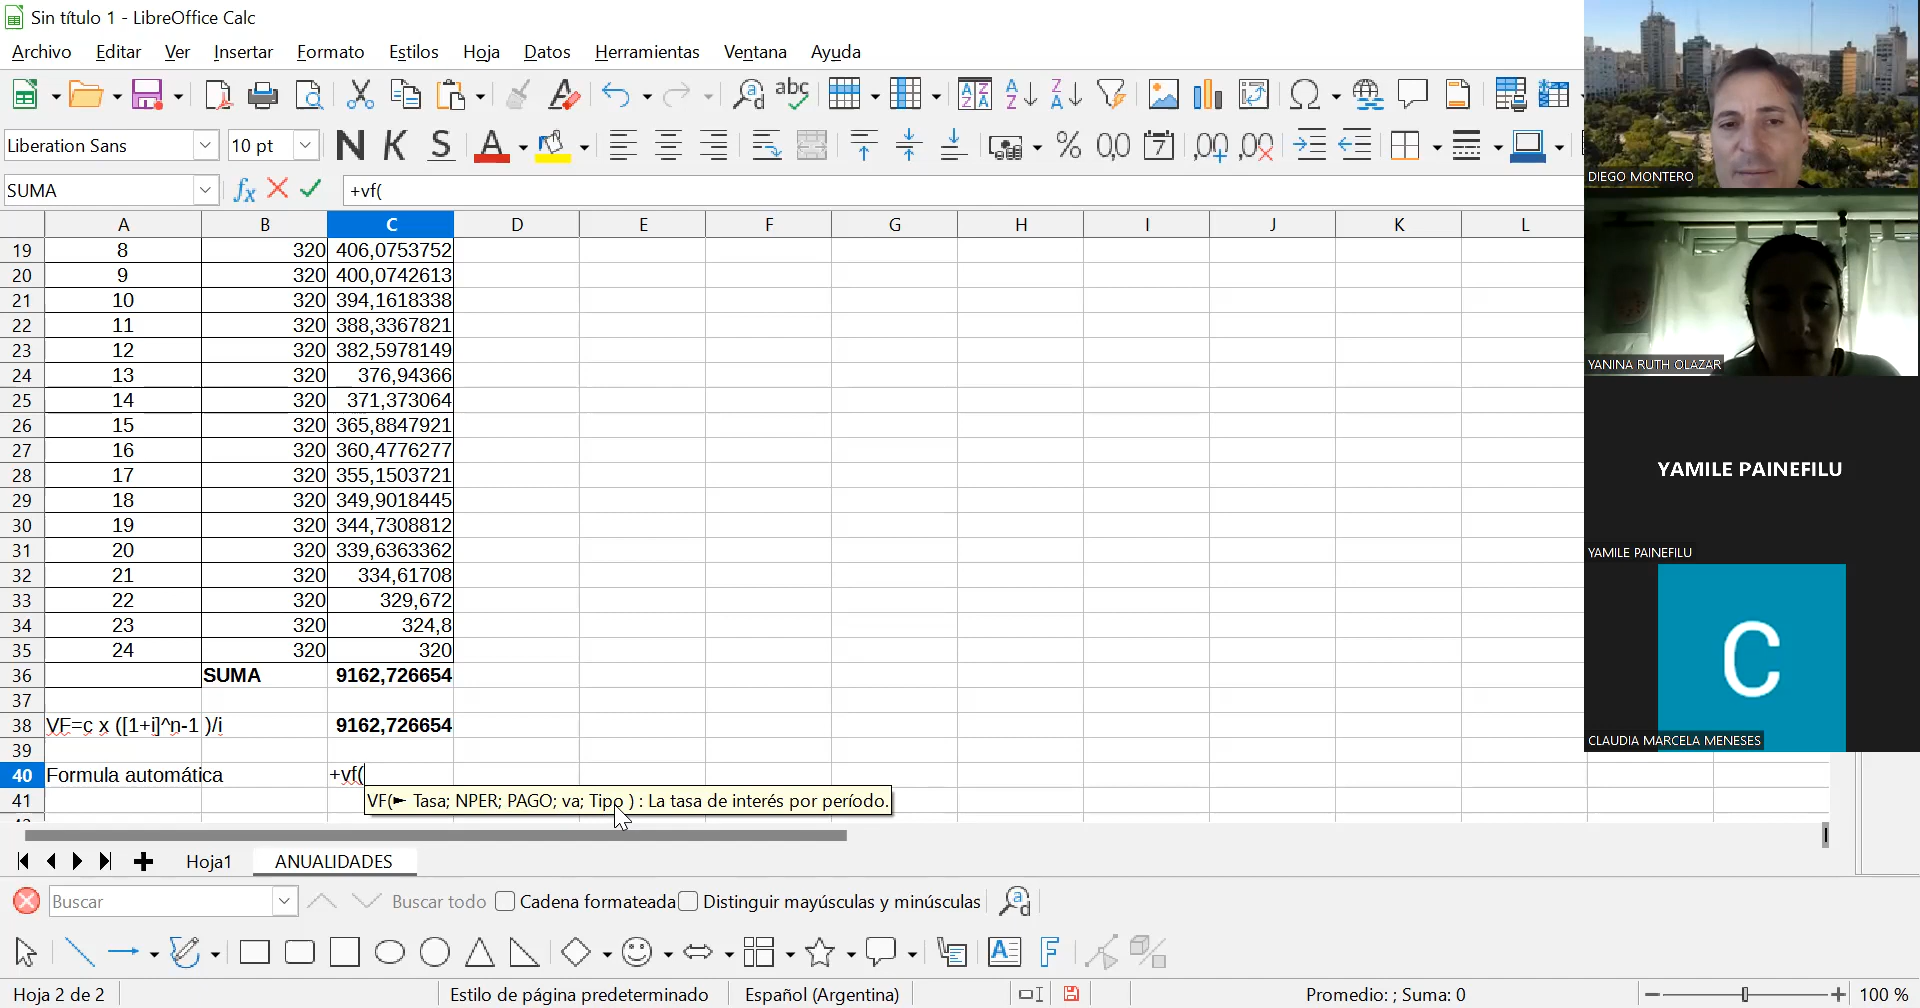 Sin título 1 - LibreOffice Calc
Archivo Editar Ver Insertar Formato Estilos Hoja Datos Herramientas Ventana Ayuda
Liberation Sans 10 pt N K S A
SUMA +vf(
A B C D E F G H I J K L
19 8 320 406,0753752
20 9 320 400,0742613
21 10 320 394,1618338
22 11 320 388,3367821
23 12 320 382,5978149
24 13 320 376,94366
25 14 320 371,373064
26 15 320 365,8847921
27 16 320 360,4776277
28 17 320 355,1503721
29 18 320 349,9018445
30 19 320 344,7308812
31 20 320 339,6363362
32 21 320 334,61708
33 22 320 329,672
34 23 320 324,8
35 24 320 320
36 SUMA 9162,726654
37
38 VF=c x ([1+i]^n-1 )/i 9162,726654
39
40 Formula automática +vf(
41 VF(► Tasa; NPER; PAGO; va; Tipo ) : La tasa de interés por período.
Hoja1 ANUALIDADES
Buscar Buscar todo Cadena formateada Distinguir mayúsculas y minúsculas
Hoja 2 de 2 Estilo de página predeterminado Español (Argentina) Promedio: ; Suma: 0 100 %
DIEGO MONTERO
YANINA RUTH OLAZAR
YAMILE PAINEFILU
YAMILE PAINEFILU
C
CLAUDIA MARCELA MENESES